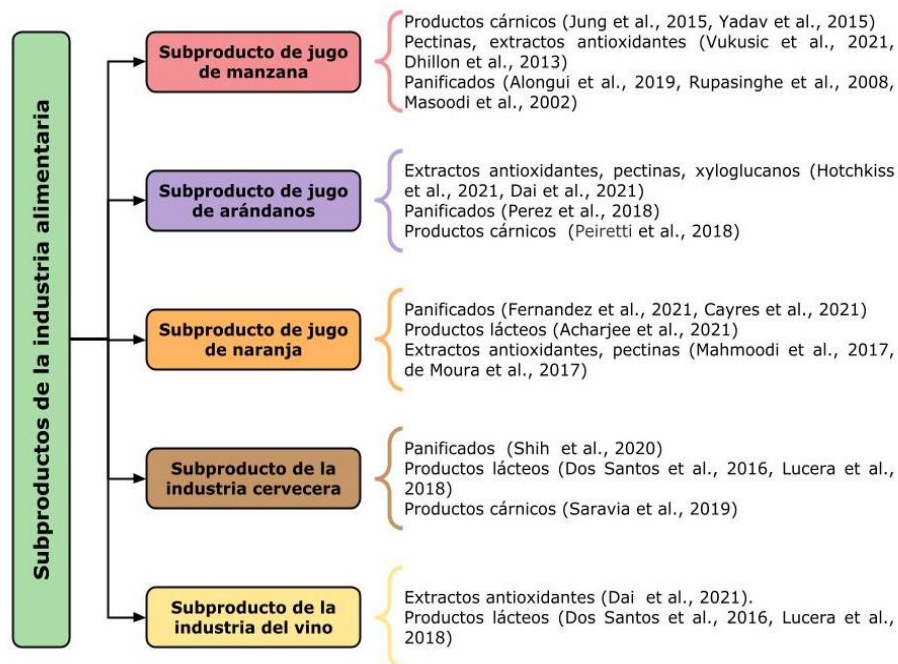 Subproductos de la industria alimentaria
Subproducto de jugo
de manzana
Productos cárnicos (Jung et al., 2015, Yadav et al., 2015)
Pectinas, extractos antioxidantes (Vukusic et al., 2021,
Dhillon et al., 2013)
Panificados (Alongui et al., 2019, Rupasinghe et al., 2008,
Masoodi et al., 2002)
Subproducto de jugo
de arándanos
Extractos antioxidantes, pectinas, xyloglucanos (Hotchkiss
et al., 2021, Dai et al., 2021)
Panificados (Perez et al., 2018)
Productos cárnicos (Peiretti et al., 2018)
Subproducto de jugo
de naranja
Panificados (Fernandez et al., 2021, Cayres et al., 2021)
Productos lácteos (Acharjee et al., 2021)
Extractos antioxidantes, pectinas (Mahmoodi et al., 2017,
de Moura et al., 2017)
Subproducto de la
industria cervecera
Panificados (Shih et al., 2020)
Productos lácteos (Dos Santos et al., 2016, Lucera et al.,
2018)
Productos cárnicos (Saravia et al., 2019)
Subproducto de la
industria del vino
Extractos antioxidantes (Dai et al., 2021).
Productos lácteos (Dos Santos et al., 2016, Lucera et al.,
2018)